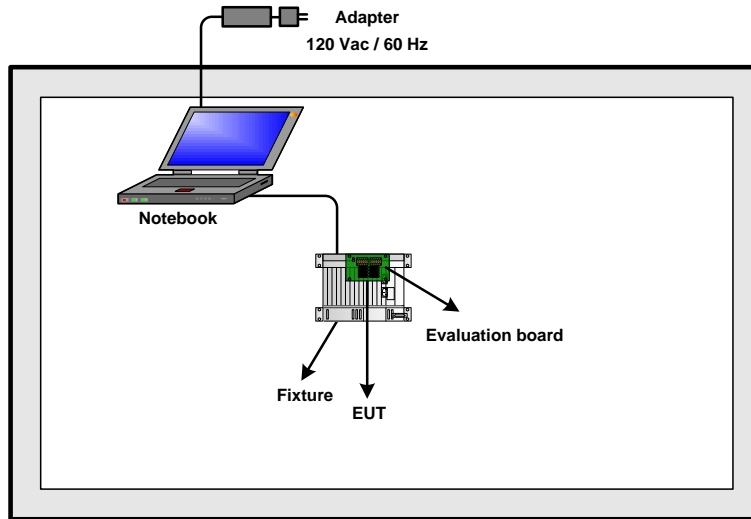 Adapter
120 Vac / 60 Hz
Notebook
Evaluation board
Fixture
EUT